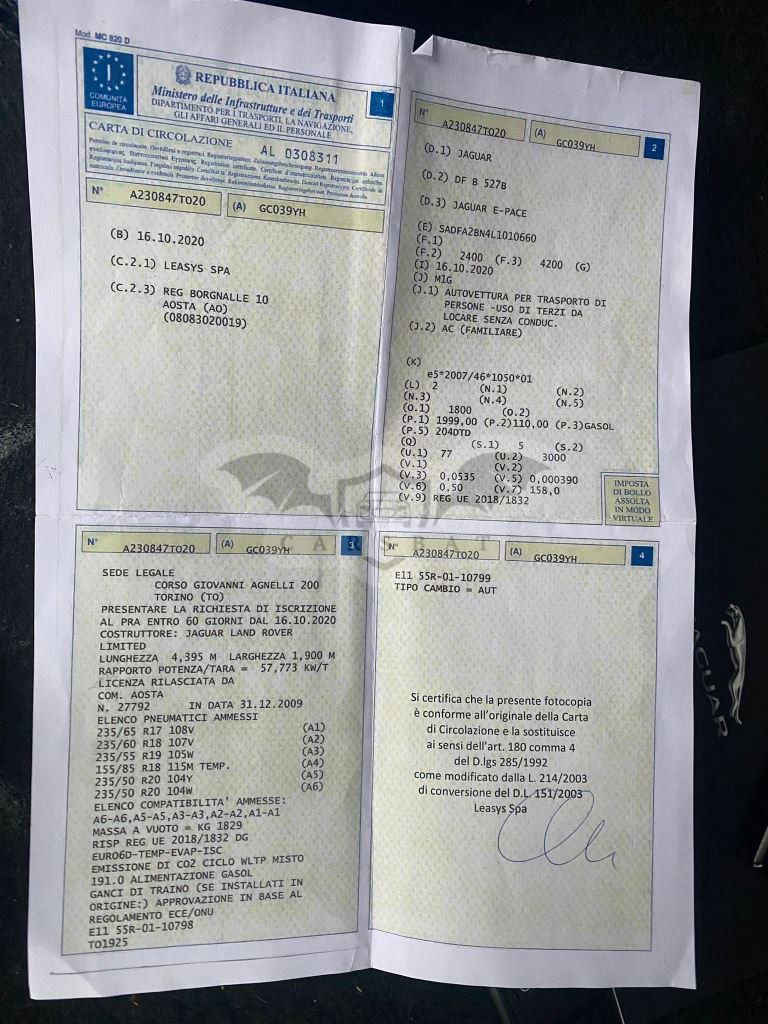 Mod. MC 820 D
COMUNITÀ
EUROPEA
I
REPUBBLICA ITALIANA
Ministero delle Infrastrutture e dei Trasporti
DIPARTIMENTO PER I TRASPORTI, LA NAVIGAZIONE,
GLI AFFARI GENERALI ED IL PERSONALE
1
CARTA DI CIRCOLAZIONE AL 0308311
N° A230847TO20 (A) GC039YH
(B) 16.10.2020
(C.2.1) LEASYS SPA
(C.2.3) REG BORGNALLE 10
AOSTA (AO)
(08083020019)
N° A230847TO20 (A) GC039YH 2
(D.1) JAGUAR
(D.2) DF B 527B
(D.3) JAGUAR E-PACE
(E) SADFA2BN4L1010660
(F.1)
(F.2) 2400 (F.3) 4200 (G)
(I) 16.10.2020
(J) M1G
(J.1) AUTOVETTURA PER TRASPORTO DI
PERSONE -USO DI TERZI DA
LOCARE SENZA CONDUC.
(J.2) AC (FAMILIARE)
(K)
e5*2007/46*1050*01
(L) 2 (N.1) (N.2)
(N.3) (N.4) (N.5)
(O.1) 1800 (O.2)
(P.1) 1999,00 (P.2)110,00 (P.3)GASOL
(P.5) 204DTD
(Q) (S.1) 5 (S.2)
(U.1) 77 (U.2) 3000
(V.1) (V.2)
(V.3) 0,0535 (V.5) 0,000390
(V.6) 0,50 (V.7) 158,0
(V.9) REG UE 2018/1832
IMPOSTA
DI BOLLO
ASSOLTA
IN MODO
VIRTUALE
CARSBAT
N° A230847TO20 (A) GC039YH 3
SEDE LEGALE
CORSO GIOVANNI AGNELLI 200
TORINO (TO)
PRESENTARE LA RICHIESTA DI ISCRIZIONE
AL PRA ENTRO 60 GIORNI DAL 16.10.2020
COSTRUTTORE: JAGUAR LAND ROVER
LIMITED
LUNGHEZZA 4,395 M LARGHEZZA 1,900 M
RAPPORTO POTENZA/TARA = 57,773 KW/T
LICENZA RILASCIATA DA
COM. AOSTA
N. 27792 IN DATA 31.12.2009
ELENCO PNEUMATICI AMMESSI
235/65 R17 108V (A1)
235/60 R18 107V (A2)
235/55 R19 105W (A3)
155/85 R18 115M TEMP. (A4)
235/50 R20 104Y (A5)
235/50 R20 104W (A6)
ELENCO COMPATIBILITA' AMMESSE:
A6-A6,A5-A5,A3-A3,A2-A2,A1-A1
MASSA A VUOTO = KG 1829
RISP REG UE 2018/1832 DG
EURO6D-TEMP-EVAP-ISC
EMISSIONE DI CO2 CICLO WLTP MISTO
191.0 ALIMENTAZIONE GASOL
GANCI DI TRAINO (SE INSTALLATI IN
ORIGINE:) APPROVAZIONE IN BASE AL
REGOLAMENTO ECE/ONU
E11 55R-01-10798
TO1925
N° A230847TO20 (A) GC039YH 4
E11 55R-01-10799
TIPO CAMBIO = AUT
Si certifica che la presente fotocopia
è conforme all'originale della Carta
di Circolazione e la sostituisce
ai sensi dell'art. 180 comma 4
del D.lgs 285/1992
come modificato dalla L. 214/2003
di conversione del D.L. 151/2003
Leasys Spa
JAGUAR